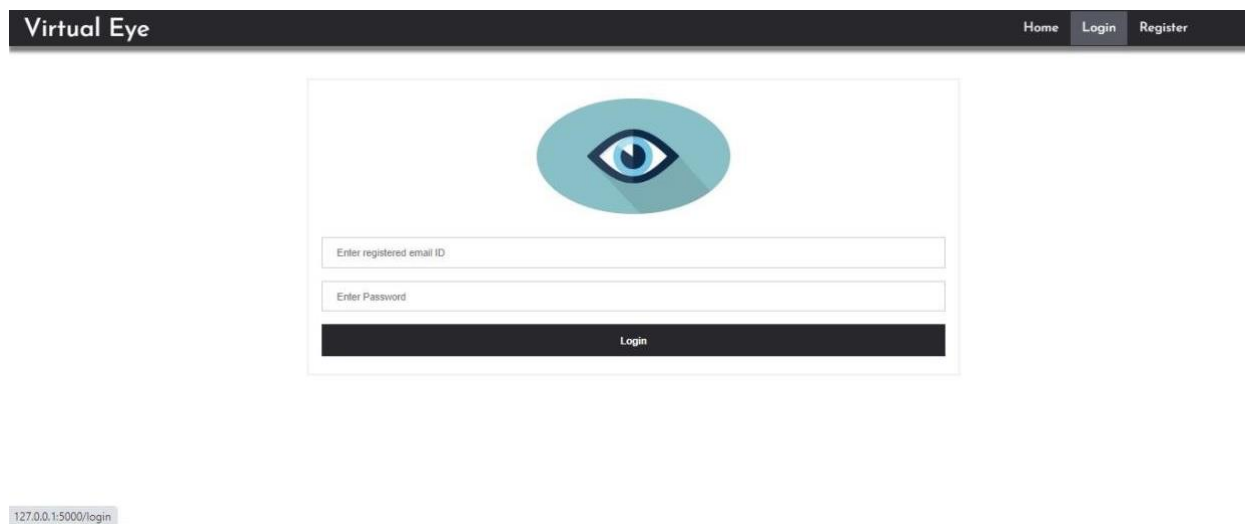 Virtual Eye Home Login Register
Enter registered email ID
Enter Password
Login
127.0.0.1:5000/login